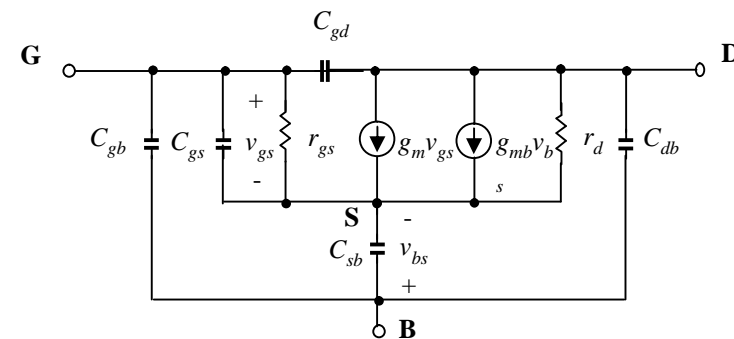 C_gd
G
D
+
C_gb C_gs v_gs r_gs g_m v_gs g_mb v_b r_d C_db
-
s
S -
C_sb v_bs
+
B